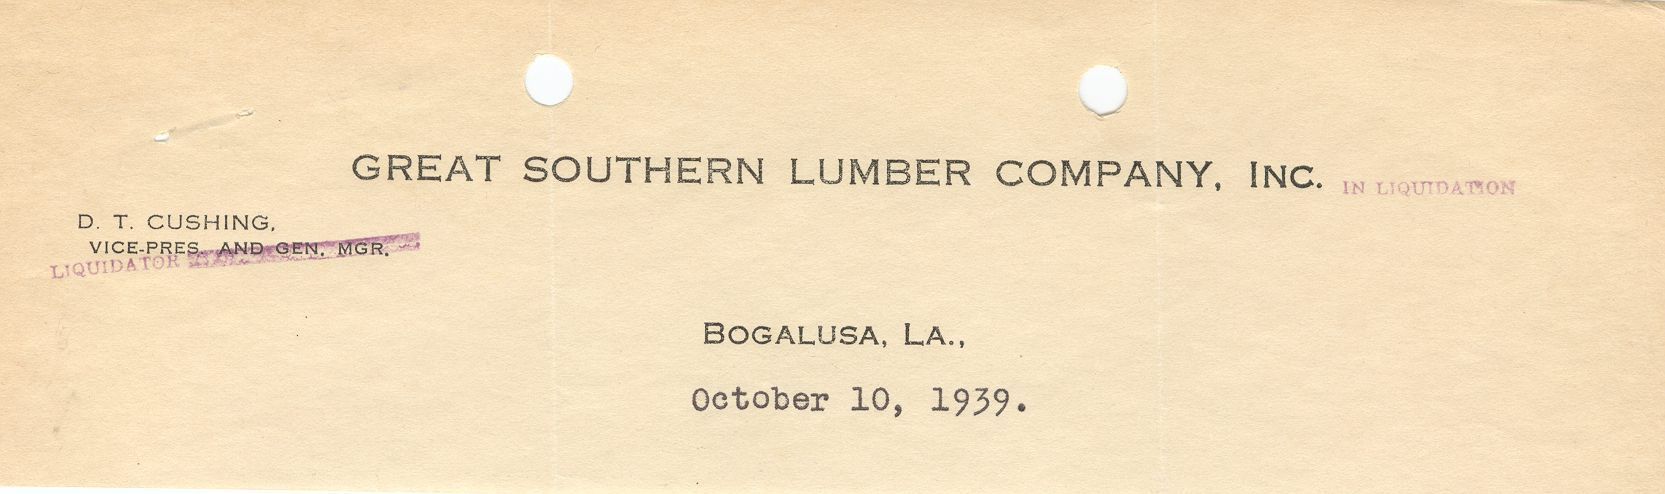 GREAT SOUTHERN LUMBER COMPANY, INC. IN LIQUIDATION
D. T. CUSHING,
VICE-PRES. AND GEN. MGR.
LIQUIDATOR
BOGALUSA, LA.,
October 10, 1939.